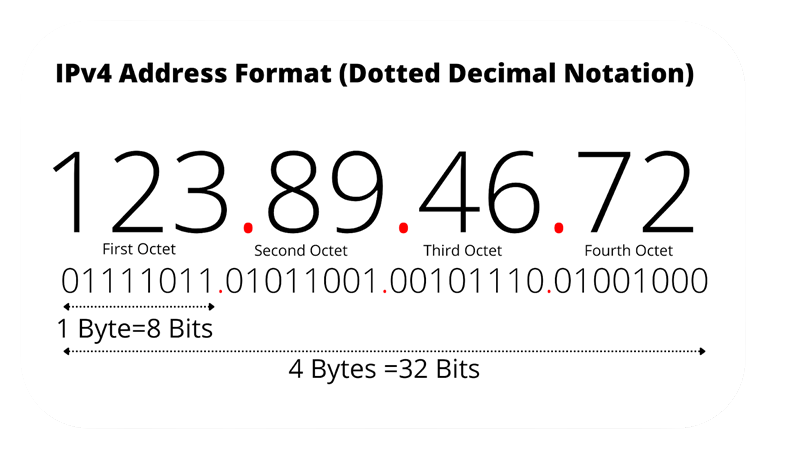 IPv4 Address Format (Dotted Decimal Notation)
123.89.46.72
First Octet Second Octet Third Octet Fourth Octet
01111011.01011001.00101110.01001000
1 Byte=8 Bits
4 Bytes =32 Bits